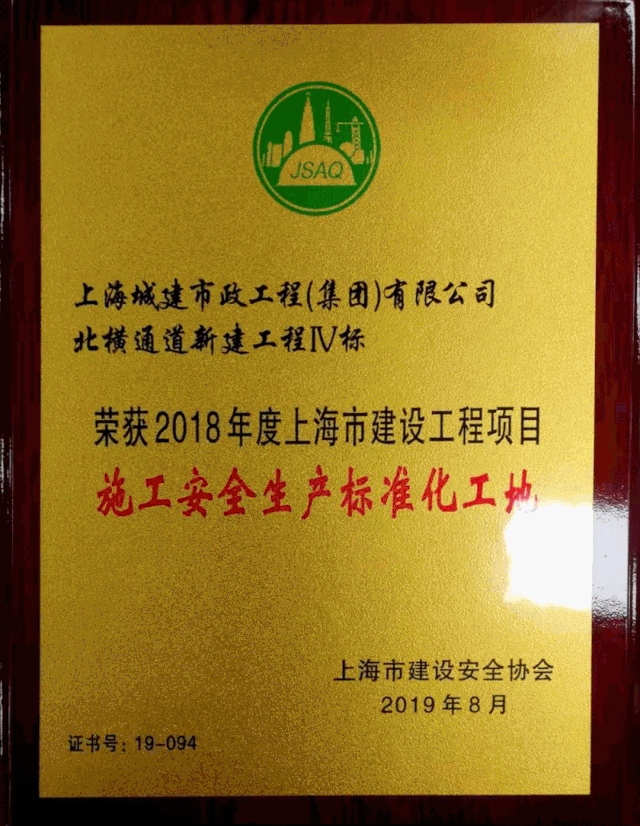 JSAQ
上海城建市政工程(集团)有限公司
北横通道新建工程Ⅳ标
荣获2018年度上海市建设工程项目
施工安全生产标准化工地
上海市建设安全协会
2019年8月
证书号：19-094